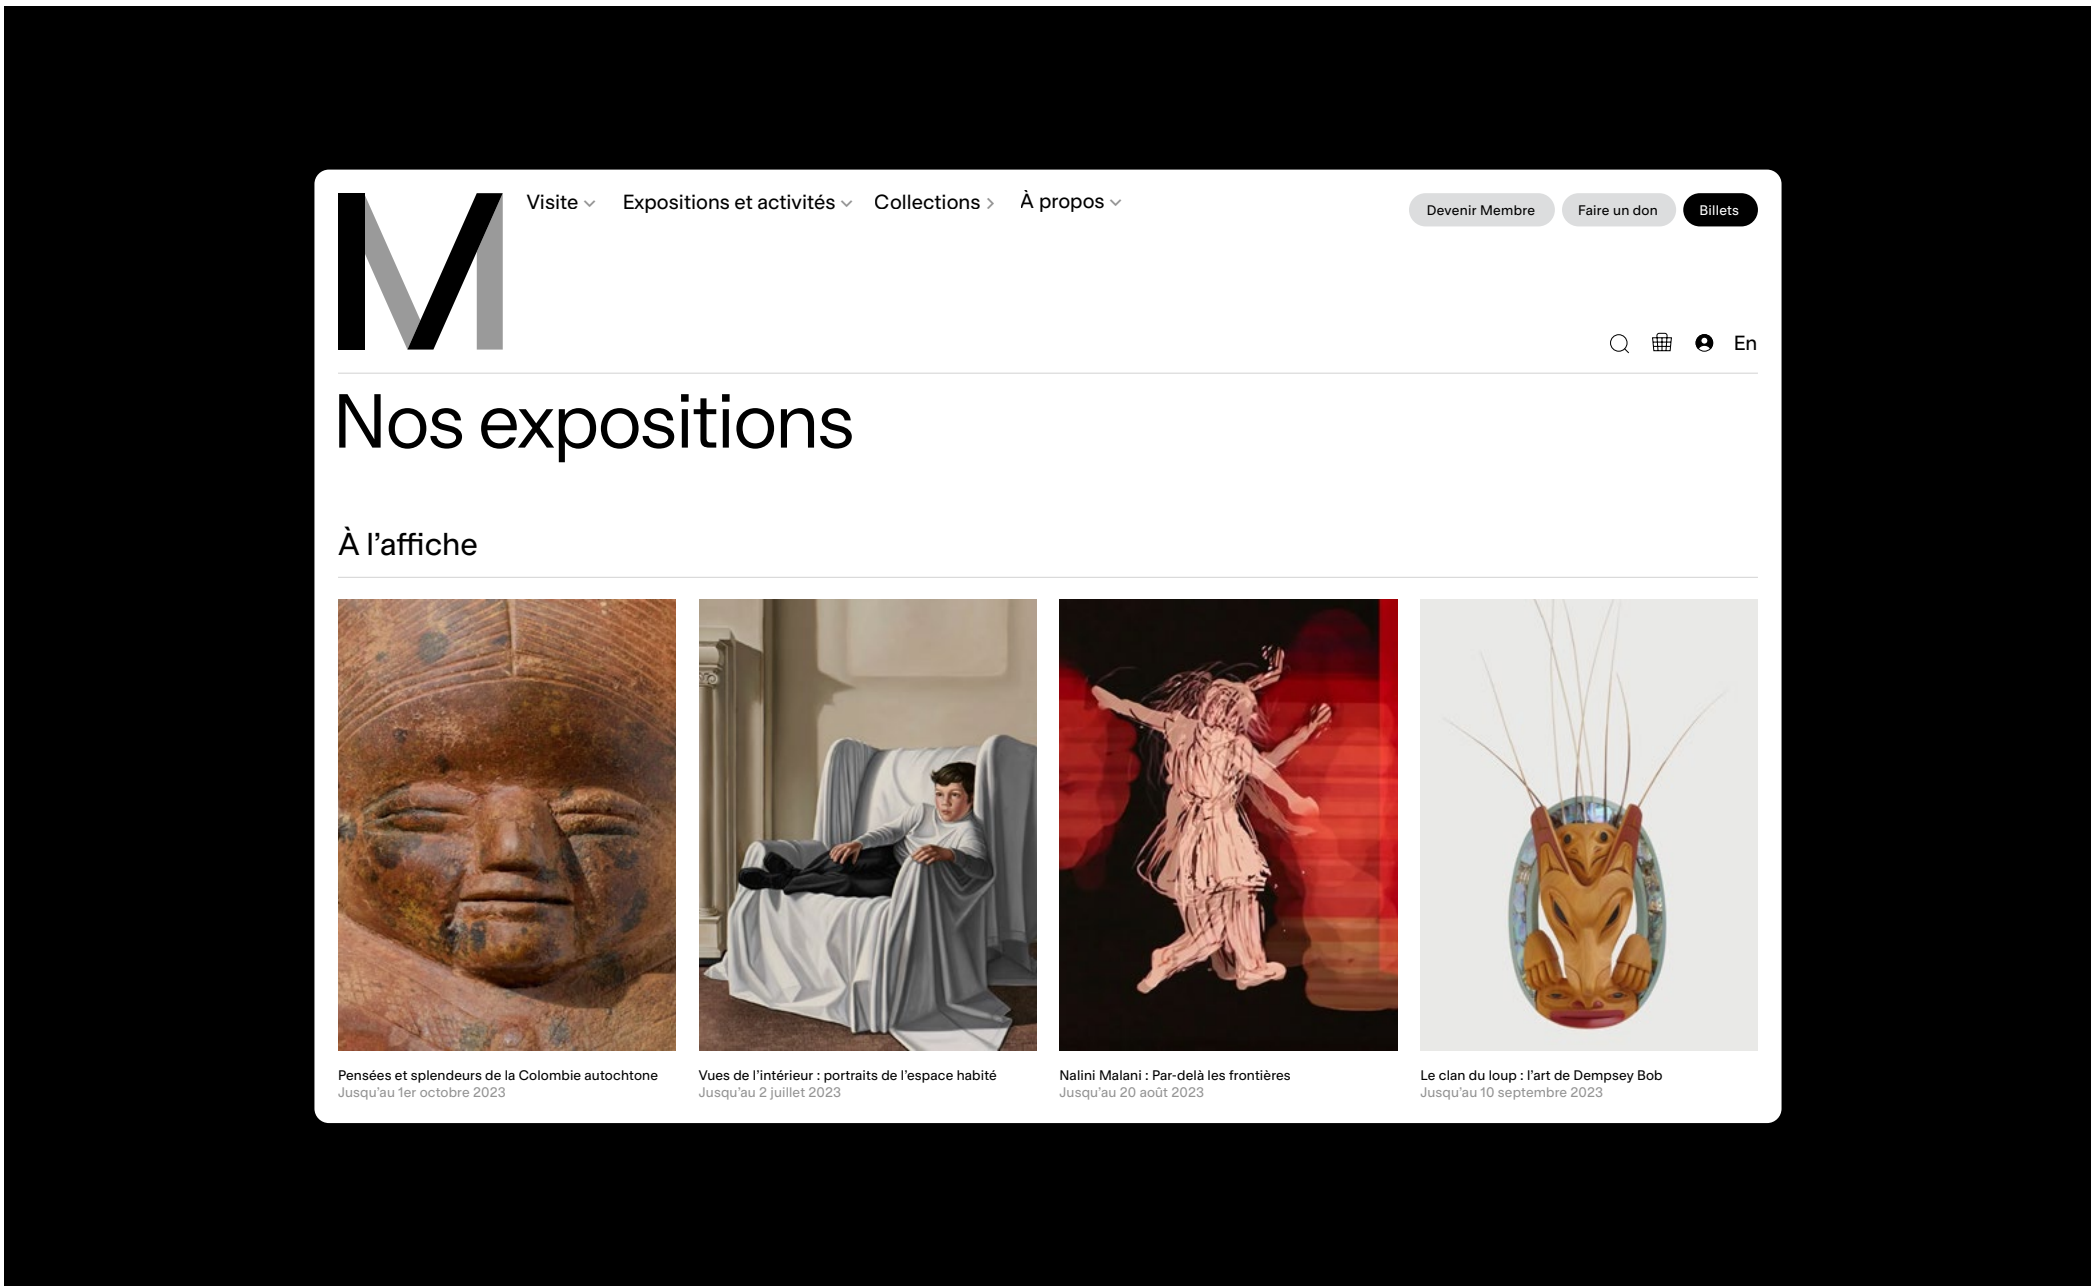 M
Visite
Expositions et activités
Collections
À propos
Devenir Membre
Faire un don
Billets
En
Nos expositions
À l’affiche
Pensées et splendeurs de la Colombie autochtone
Jusqu’au 1er octobre 2023
Vues de l’intérieur : portraits de l’espace habité
Jusqu’au 2 juillet 2023
Nalini Malani : Par-delà les frontières
Jusqu’au 20 août 2023
Le clan du loup : l’art de Dempsey Bob
Jusqu’au 10 septembre 2023